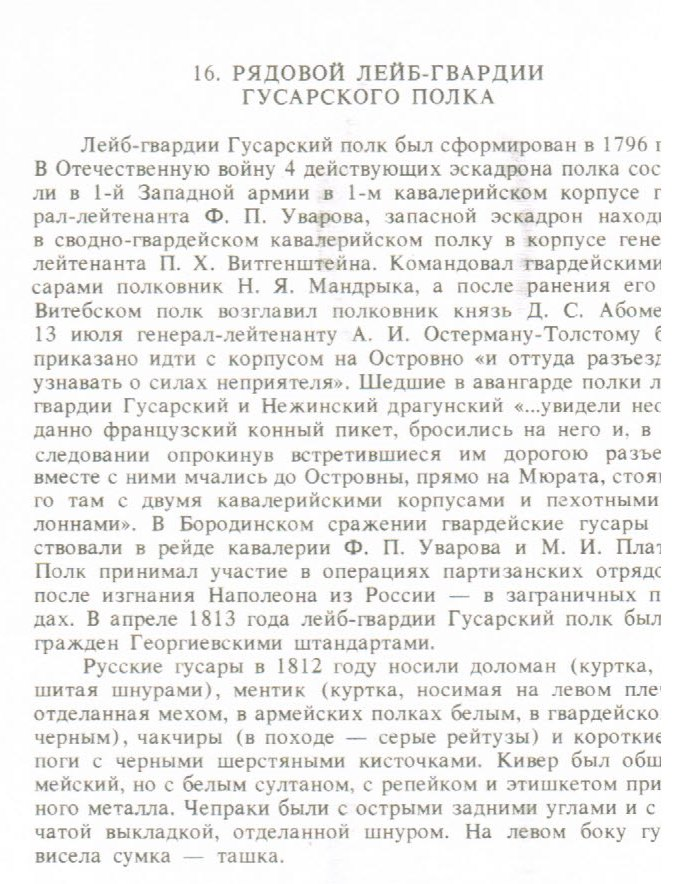 16. РЯДОВОЙ ЛЕЙБ-ГВАРДИИ
ГУСАРСКОГО ПОЛКА
Лейб-гвардии Гусарский полк был сформирован в 1796 г
В Отечественную войну 4 действующих эскадрона полка сос
ли в 1-й Западной армии в 1-м кавалерийском корпусе г
рал-лейтенанта Ф. П. Уварова, запасной эскадрон наход
в сводно-гвардейском кавалерийском полку в корпусе гене
лейтенанта П. Х. Витгенштейна. Командовал гвардейскими
сарами полковник Н. Я. Мандрыка, а после ранения его
Витебском полк возглавил полковник князь Д. С. Абоме
13 июля генерал-лейтенанту А. И. Остерману-Толстому б
приказано идти с корпусом на Островно «и оттуда разъезд
узнавать о силах неприятеля». Шедшие в авангарде полки л
гвардии Гусарский и Нежинский драгунский «...увидели нео
данно французский конный пикет, бросились на него и, в
следовании опрокинув встретившиеся им дорогою разъе
вместе с ними мчались до Островны, прямо на Мюрата, стоя
го там с двумя кавалерийскими корпусами и пехотными
лоннами». В Бородинском сражении гвардейские гусары
ствовали в рейде кавалерии Ф. П. Уварова и М. И. Плат
Полк принимал участие в операциях партизанских отрядо
после изгнания Наполеона из России — в заграничных п
дах. В апреле 1813 года лейб-гвардии Гусарский полк был
гражден Георгиевскими штандартами.
Русские гусары в 1812 году носили доломан (куртка,
шитая шнурами), ментик (куртка, носимая на левом пле
отделанная мехом, в армейских полках белым, в гвардейско
черным), чакчиры (в походе — серые рейтузы) и короткие
поги с черными шерстяными кисточками. Кивер был общ
мейский, но с белым султаном, с репейком и этишкетом при
ного металла. Чепраки были с острыми задними углами и с
чатой выкладкой, отделанной шнуром. На левом боку гу
висела сумка — ташка.